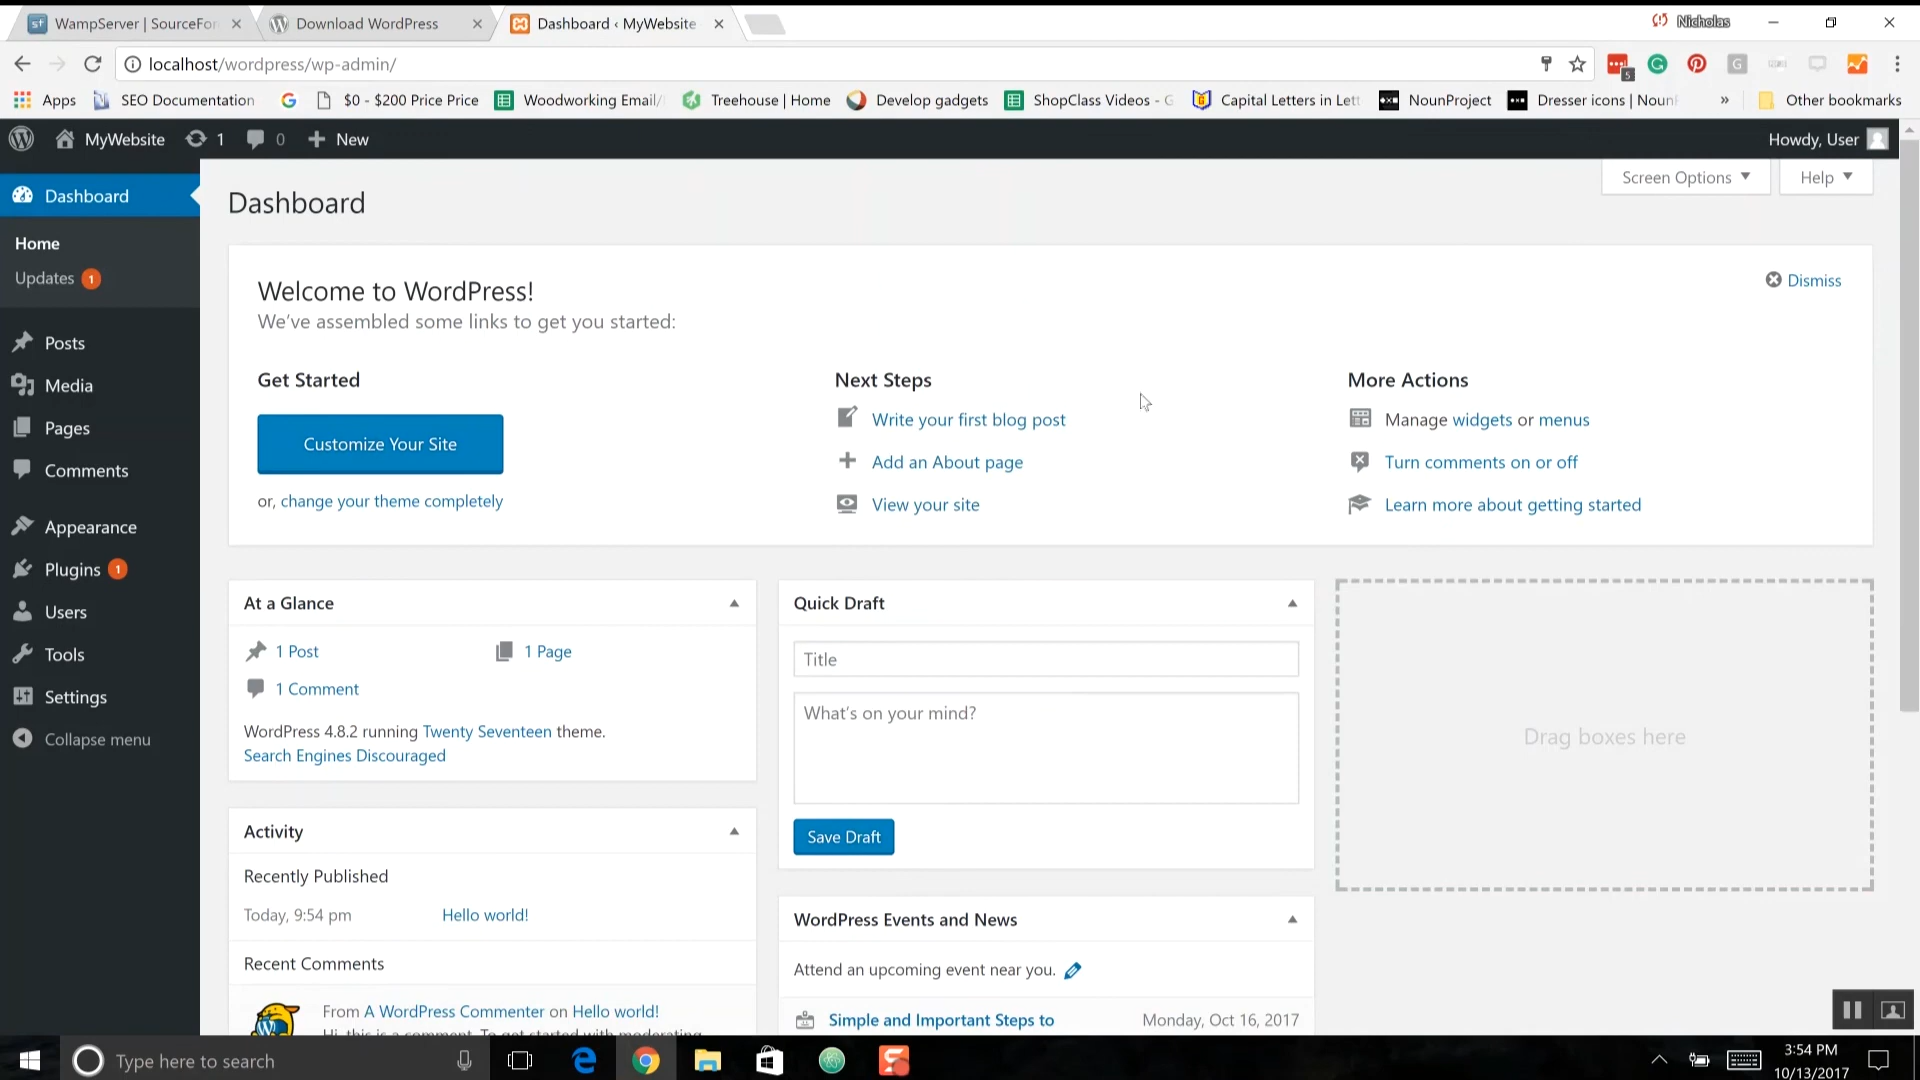 WampServer | SourceFor
Download WordPress
Dashboard ‹ MyWebsite
Nicholas
localhost/wordpress/wp-admin/
5
Apps
SEO Documentation
$0 - $200 Price Price
Woodworking Email/
Treehouse | Home
Develop gadgets
ShopClass Videos - G
Capital Letters in Lett
NounProject
Dresser icons | Noun
»
Other bookmarks
MyWebsite
1
0
+ New
Howdy, User
Dashboard
Home
Updates 1
Posts
Media
Pages
Comments
Appearance
Plugins 1
Users
Tools
Settings
Collapse menu
Screen Options
Help
Dashboard
Welcome to WordPress!
We've assembled some links to get you started:
Dismiss
Get Started
Customize Your Site
or, change your theme completely
Next Steps
Write your first blog post
Add an About page
View your site
More Actions
Manage widgets or menus
Turn comments on or off
Learn more about getting started
At a Glance
1 Post
1 Page
1 Comment
WordPress 4.8.2 running Twenty Seventeen theme.
Search Engines Discouraged
Activity
Recently Published
Today, 9:54 pm
Hello world!
Recent Comments
From A WordPress Commenter on Hello world!
Hi, this is a comment. To get started with moderating,
Quick Draft
Title
What's on your mind?
Save Draft
WordPress Events and News
Attend an upcoming event near you.
Simple and Important Steps to
Monday, Oct 16, 2017
Drag boxes here
Type here to search
3:54 PM
10/13/2017